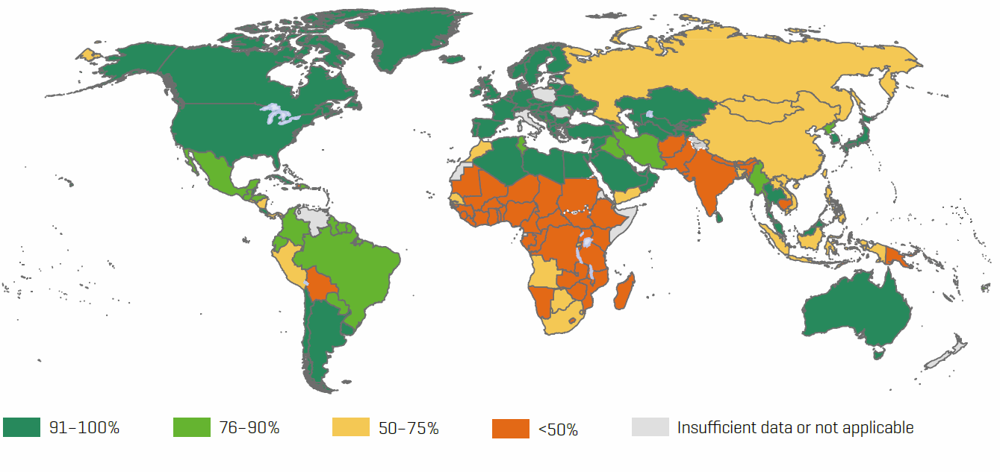 91–100%
76–90%
50–75%
<50%
Insufficient data or not applicable